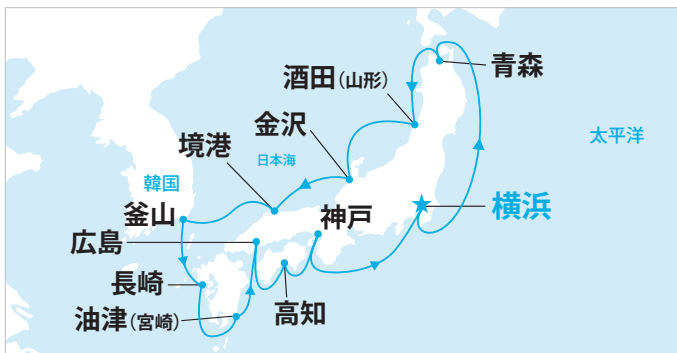 青森
酒田(山形)
金沢
太平洋
境港
日本海
韓国
横浜
釜山
神戸
広島
長崎
高知
油津(宮崎)